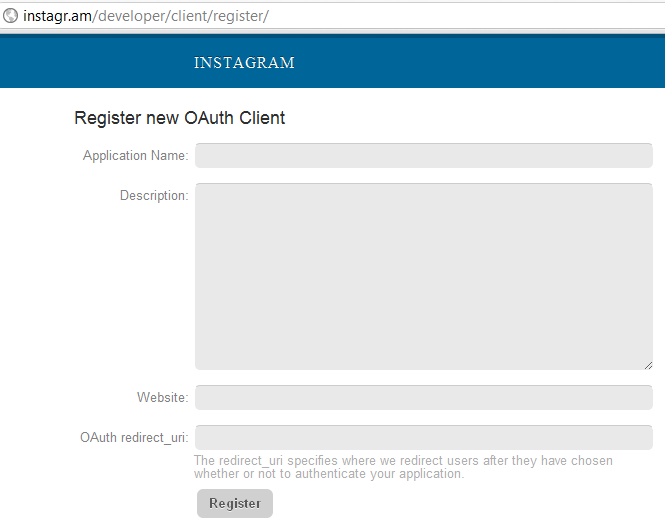 instagr.am/developer/client/register/
INSTAGRAM
Register new OAuth Client
Application Name:
Description:
Website:
OAuth redirect_uri:
The redirect_uri specifies where we redirect users after they have chosen
whether or not to authenticate your application.
Register